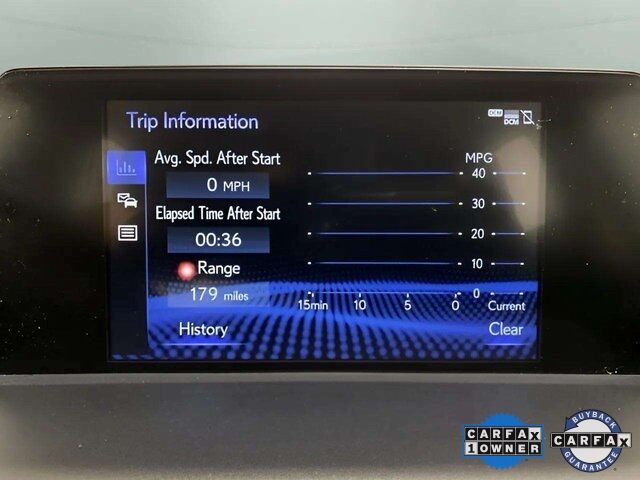 Trip Information
DCM
DCM
Avg. Spd. After Start
0 MPH
Elapsed Time After Start
00:36
Range
179 miles
History
MPG
40
30
20
10
0
15min 10 5 0 Current
Clear
CARFAX
1 OWNER
BUYBACK
CARFAX
GUARANTEE